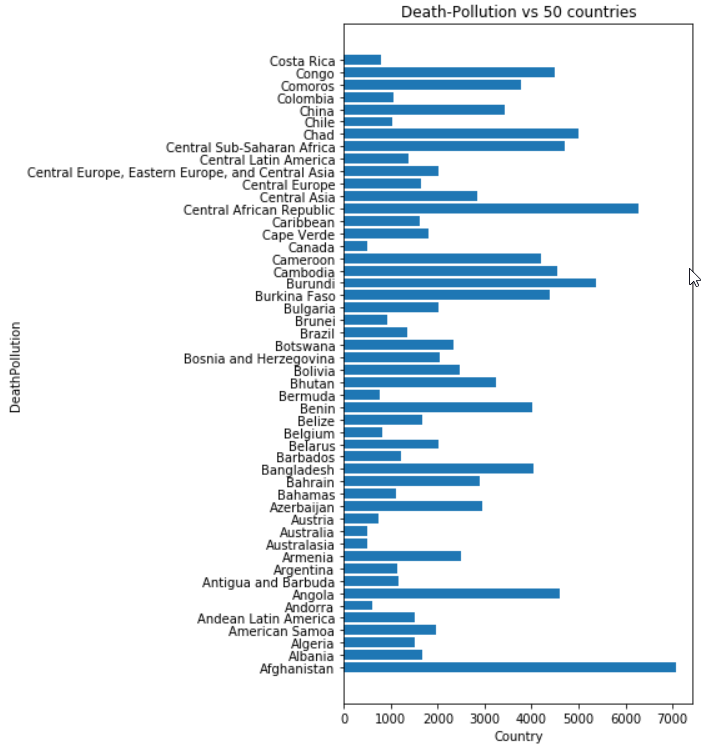 Death-Pollution vs 50 countries
Costa Rica
Congo
Comoros
Colombia
China
Chile
Chad
Central Sub-Saharan Africa
Central Latin America
Central Europe, Eastern Europe, and Central Asia
Central Europe
Central Asia
Central African Republic
Caribbean
Cape Verde
Canada
Cameroon
Cambodia
Burundi
Burkina Faso
Bulgaria
Brunei
Brazil
Botswana
Bosnia and Herzegovina
Bolivia
Bhutan
Bermuda
Benin
Belize
Belgium
Belarus
Barbados
Bangladesh
Bahrain
Bahamas
Azerbaijan
Austria
Australia
Australasia
Armenia
Argentina
Antigua and Barbuda
Angola
Andorra
Andean Latin America
American Samoa
Algeria
Albania
Afghanistan
DeathPollution
0 1000 2000 3000 4000 5000 6000 7000
Country